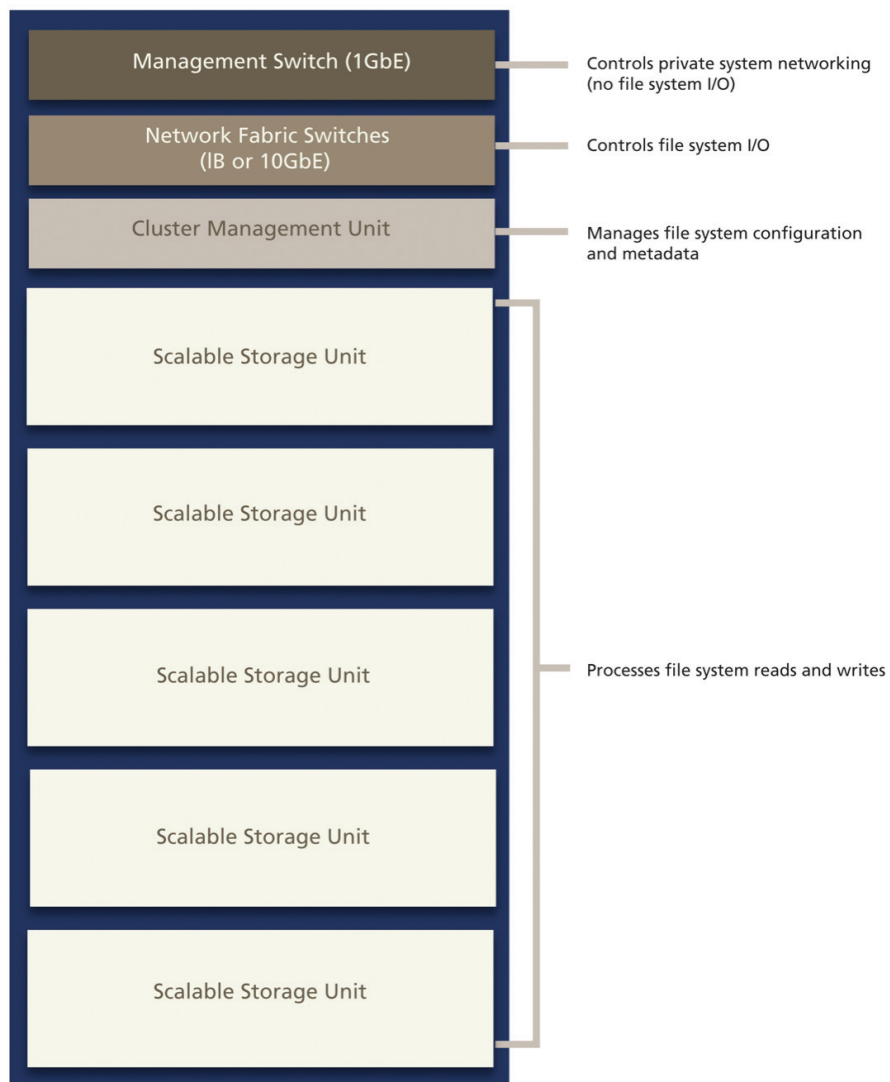 Management Switch (1GbE)
Controls private system networking
(no file system I/O)
Network Fabric Switches
(IB or 10GbE)
Controls file system I/O
Cluster Management Unit
Manages file system configuration
and metadata
Scalable Storage Unit
Scalable Storage Unit
Scalable Storage Unit
Processes file system reads and writes
Scalable Storage Unit
Scalable Storage Unit